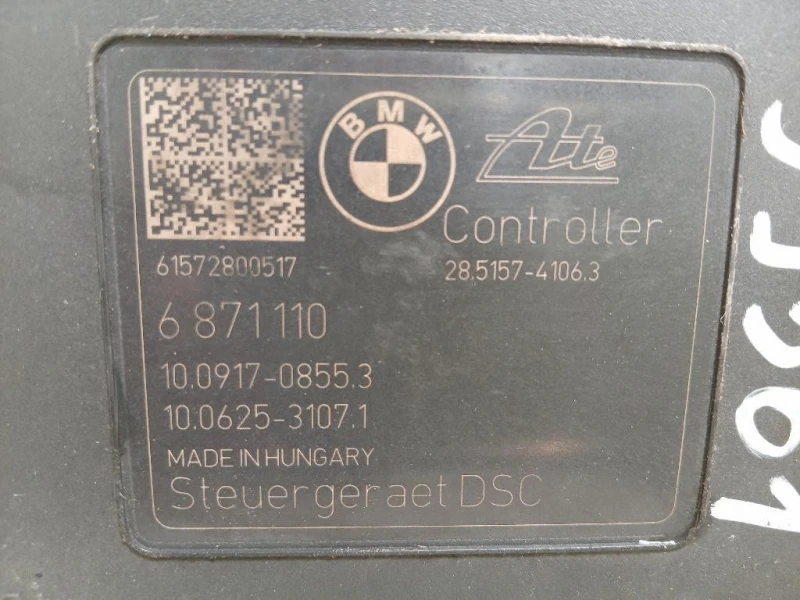 BMW
Ate
Controller
61572800517
28.5157-4106.3
6 871 110
10.0917-0855.3
10.0625-3107.1
MADE IN HUNGARY
Steuergeraet DSC